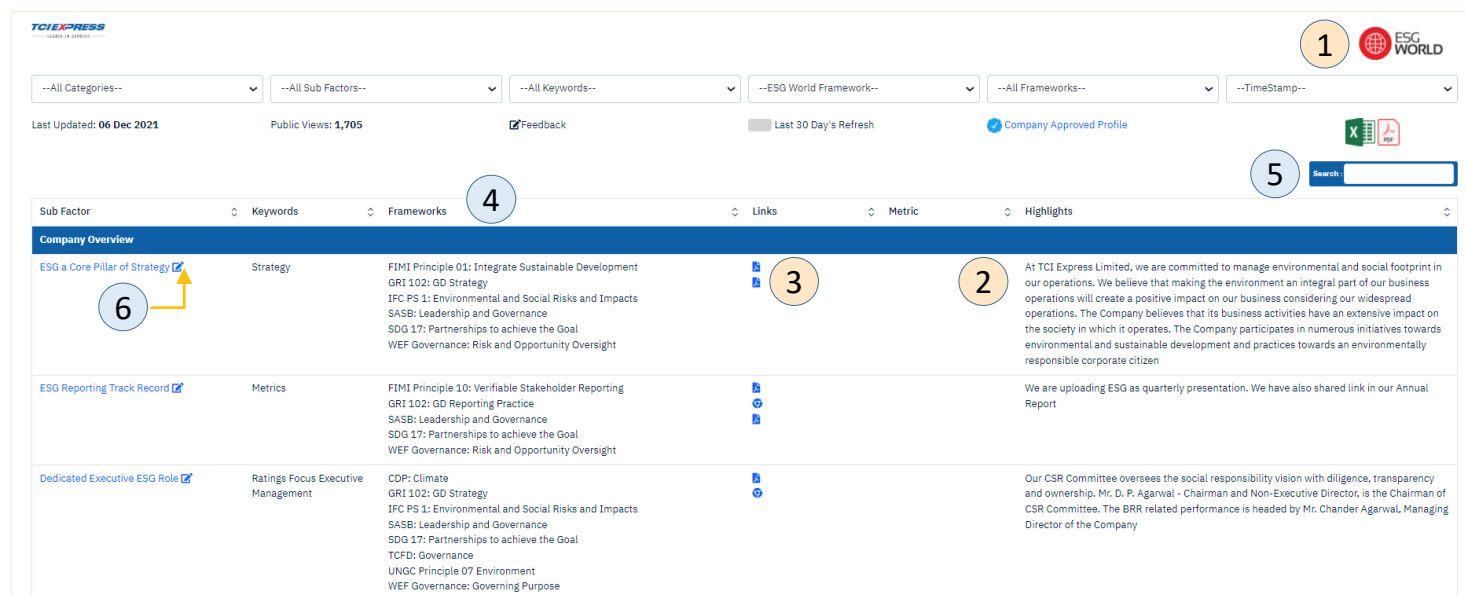 TCI EXPRESS
LEADER IN EXPRESS
1
ESG
WORLD
--All Categories--
--All Sub Factors--
--All Keywords--
--ESG World Framework--
--All Frameworks--
--TimeStamp--
Last Updated: 06 Dec 2021
Public Views: 1,705
Feedback
Last 30 Day's Refresh
Company Approved Profile
X
PDF
5
Search :
4
Sub Factor
Keywords
Frameworks
Links
Metric
Highlights
Company Overview
ESG a Core Pillar of Strategy
6
Strategy
FIMI Principle 01: Integrate Sustainable Development
GRI 102: GD Strategy
IFC PS 1: Environmental and Social Risks and Impacts
SASB: Leadership and Governance
SDG 17: Partnerships to achieve the Goal
WEF Governance: Risk and Opportunity Oversight
3
2
At TCI Express Limited, we are committed to manage environmental and social footprint in
our operations. We believe that making the environment an integral part of our business
operations will create a positive impact on our business considering our widespread
operations. The Company believes that its business activities have an extensive impact on
the society in which it operates. The Company participates in numerous initiatives towards
environmental and sustainable development and practices towards an environmentally
responsible corporate citizen
ESG Reporting Track Record
Metrics
FIMI Principle 10: Verifiable Stakeholder Reporting
GRI 102: GD Reporting Practice
SASB: Leadership and Governance
SDG 17: Partnerships to achieve the Goal
WEF Governance: Risk and Opportunity Oversight
We are uploading ESG as quarterly presentation. We have also shared link in our Annual
Report
Dedicated Executive ESG Role
Ratings Focus Executive
Management
CDP: Climate
GRI 102: GD Strategy
IFC PS 1: Environmental and Social Risks and Impacts
SASB: Leadership and Governance
SDG 17: Partnerships to achieve the Goal
TCFD: Governance
UNGC Principle 07 Environment
WEF Governance: Governing Purpose
Our CSR Committee oversees the social responsibility vision with diligence, transparency
and ownership. Mr. D. P. Agarwal - Chairman and Non-Executive Director, is the Chairman of
CSR Committee. The BRR related performance is headed by Mr. Chander Agarwal, Managing
Director of the Company